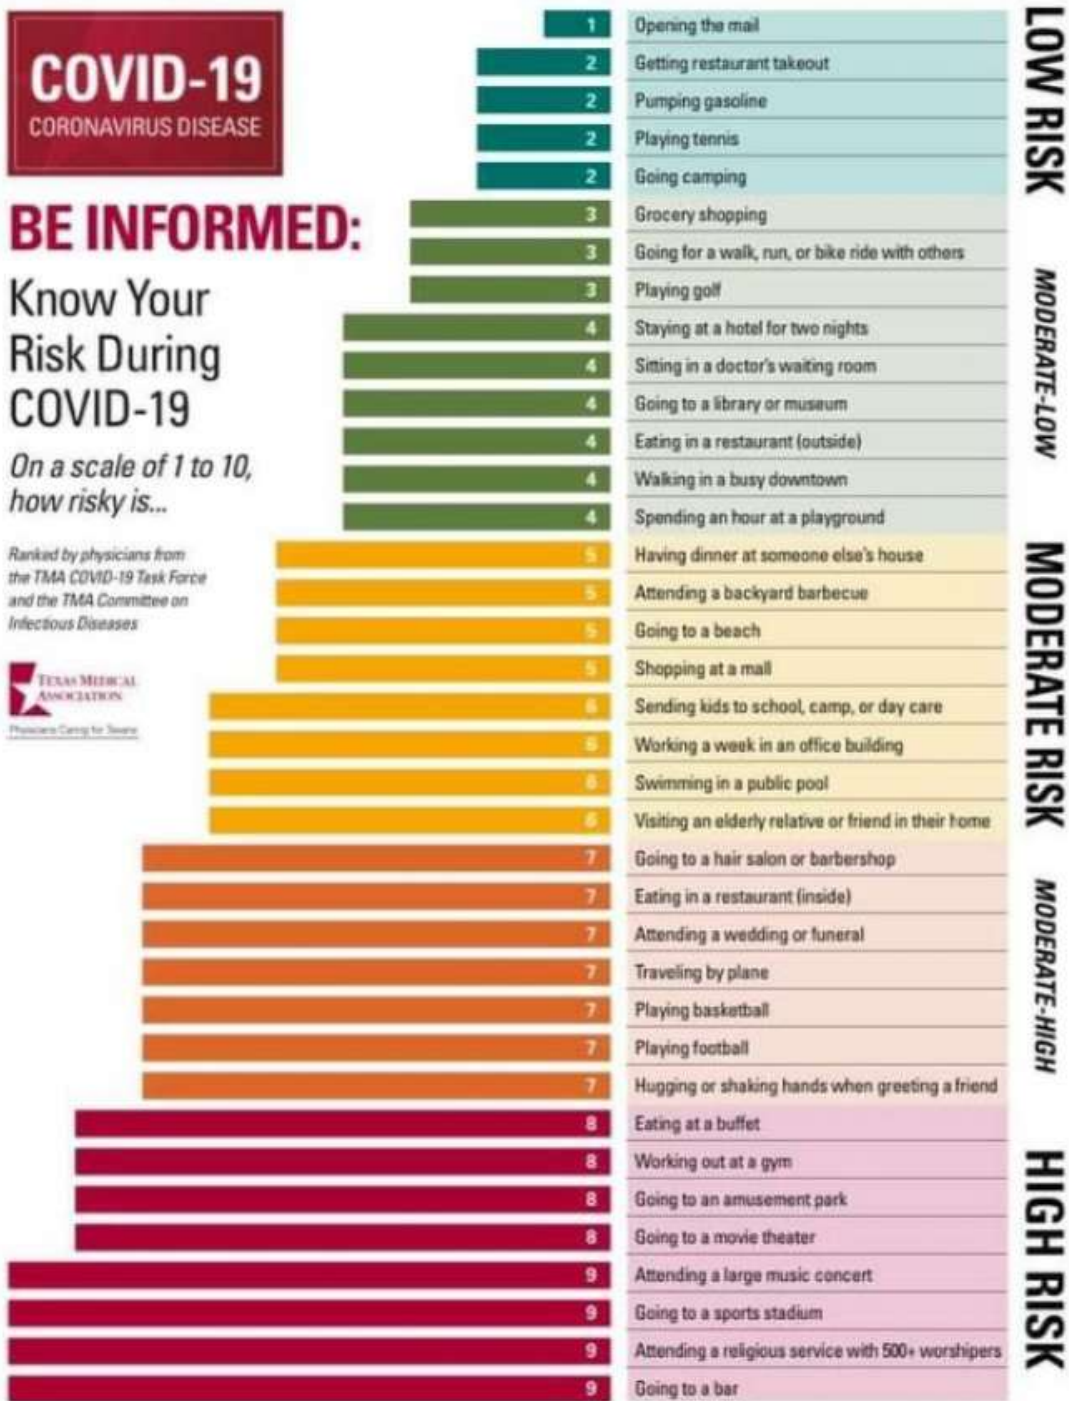 COVID-19
CORONAVIRUS DISEASE
BE INFORMED:
Know Your
Risk During
COVID-19
On a scale of 1 to 10,
how risky is...
Ranked by physicians from
the TMA COVID-19 Task Force
and the TMA Committee on
Infectious Diseases
TEXAS MEDICAL
ASSOCIATION
Physicians Caring for Texans
1 Opening the mail
2 Getting restaurant takeout
2 Pumping gasoline
2 Playing tennis
2 Going camping
3 Grocery shopping
3 Going for a walk, run, or bike ride with others
3 Playing golf
4 Staying at a hotel for two nights
4 Sitting in a doctor's waiting room
4 Going to a library or museum
4 Eating in a restaurant (outside)
4 Walking in a busy downtown
4 Spending an hour at a playground
5 Having dinner at someone else's house
5 Attending a backyard barbecue
5 Going to a beach
5 Shopping at a mall
6 Sending kids to school, camp, or day care
6 Working a week in an office building
6 Swimming in a public pool
6 Visiting an elderly relative or friend in their home
7 Going to a hair salon or barbershop
7 Eating in a restaurant (inside)
7 Attending a wedding or funeral
7 Traveling by plane
7 Playing basketball
7 Playing football
7 Hugging or shaking hands when greeting a friend
8 Eating at a buffet
8 Working out at a gym
8 Going to an amusement park
8 Going to a movie theater
9 Attending a large music concert
9 Going to a sports stadium
9 Attending a religious service with 500+ worshipers
9 Going to a bar
LOW RISK
MODERATE-LOW
MODERATE RISK
MODERATE-HIGH
HIGH RISK